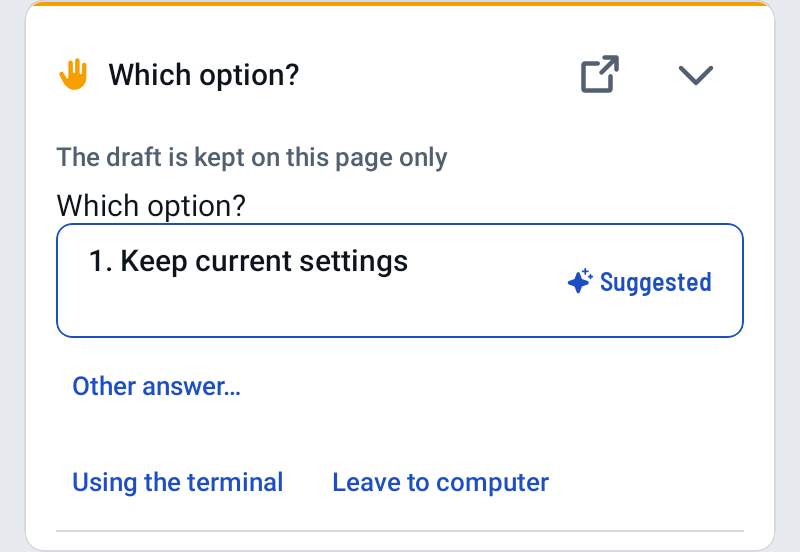 Which option?
The draft is kept on this page only
Which option?
1. Keep current settings
Suggested
Other answer…
Using the terminal
Leave to computer